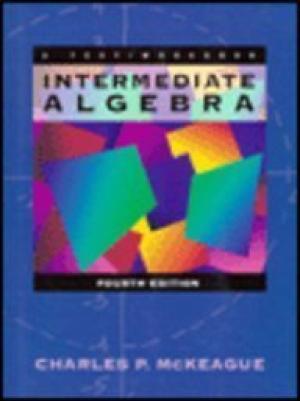 A TEXT/WORKBOOK
INTERMEDIATE
ALGEBRA
FOURTH EDITION
CHARLES P. McKEAGUE